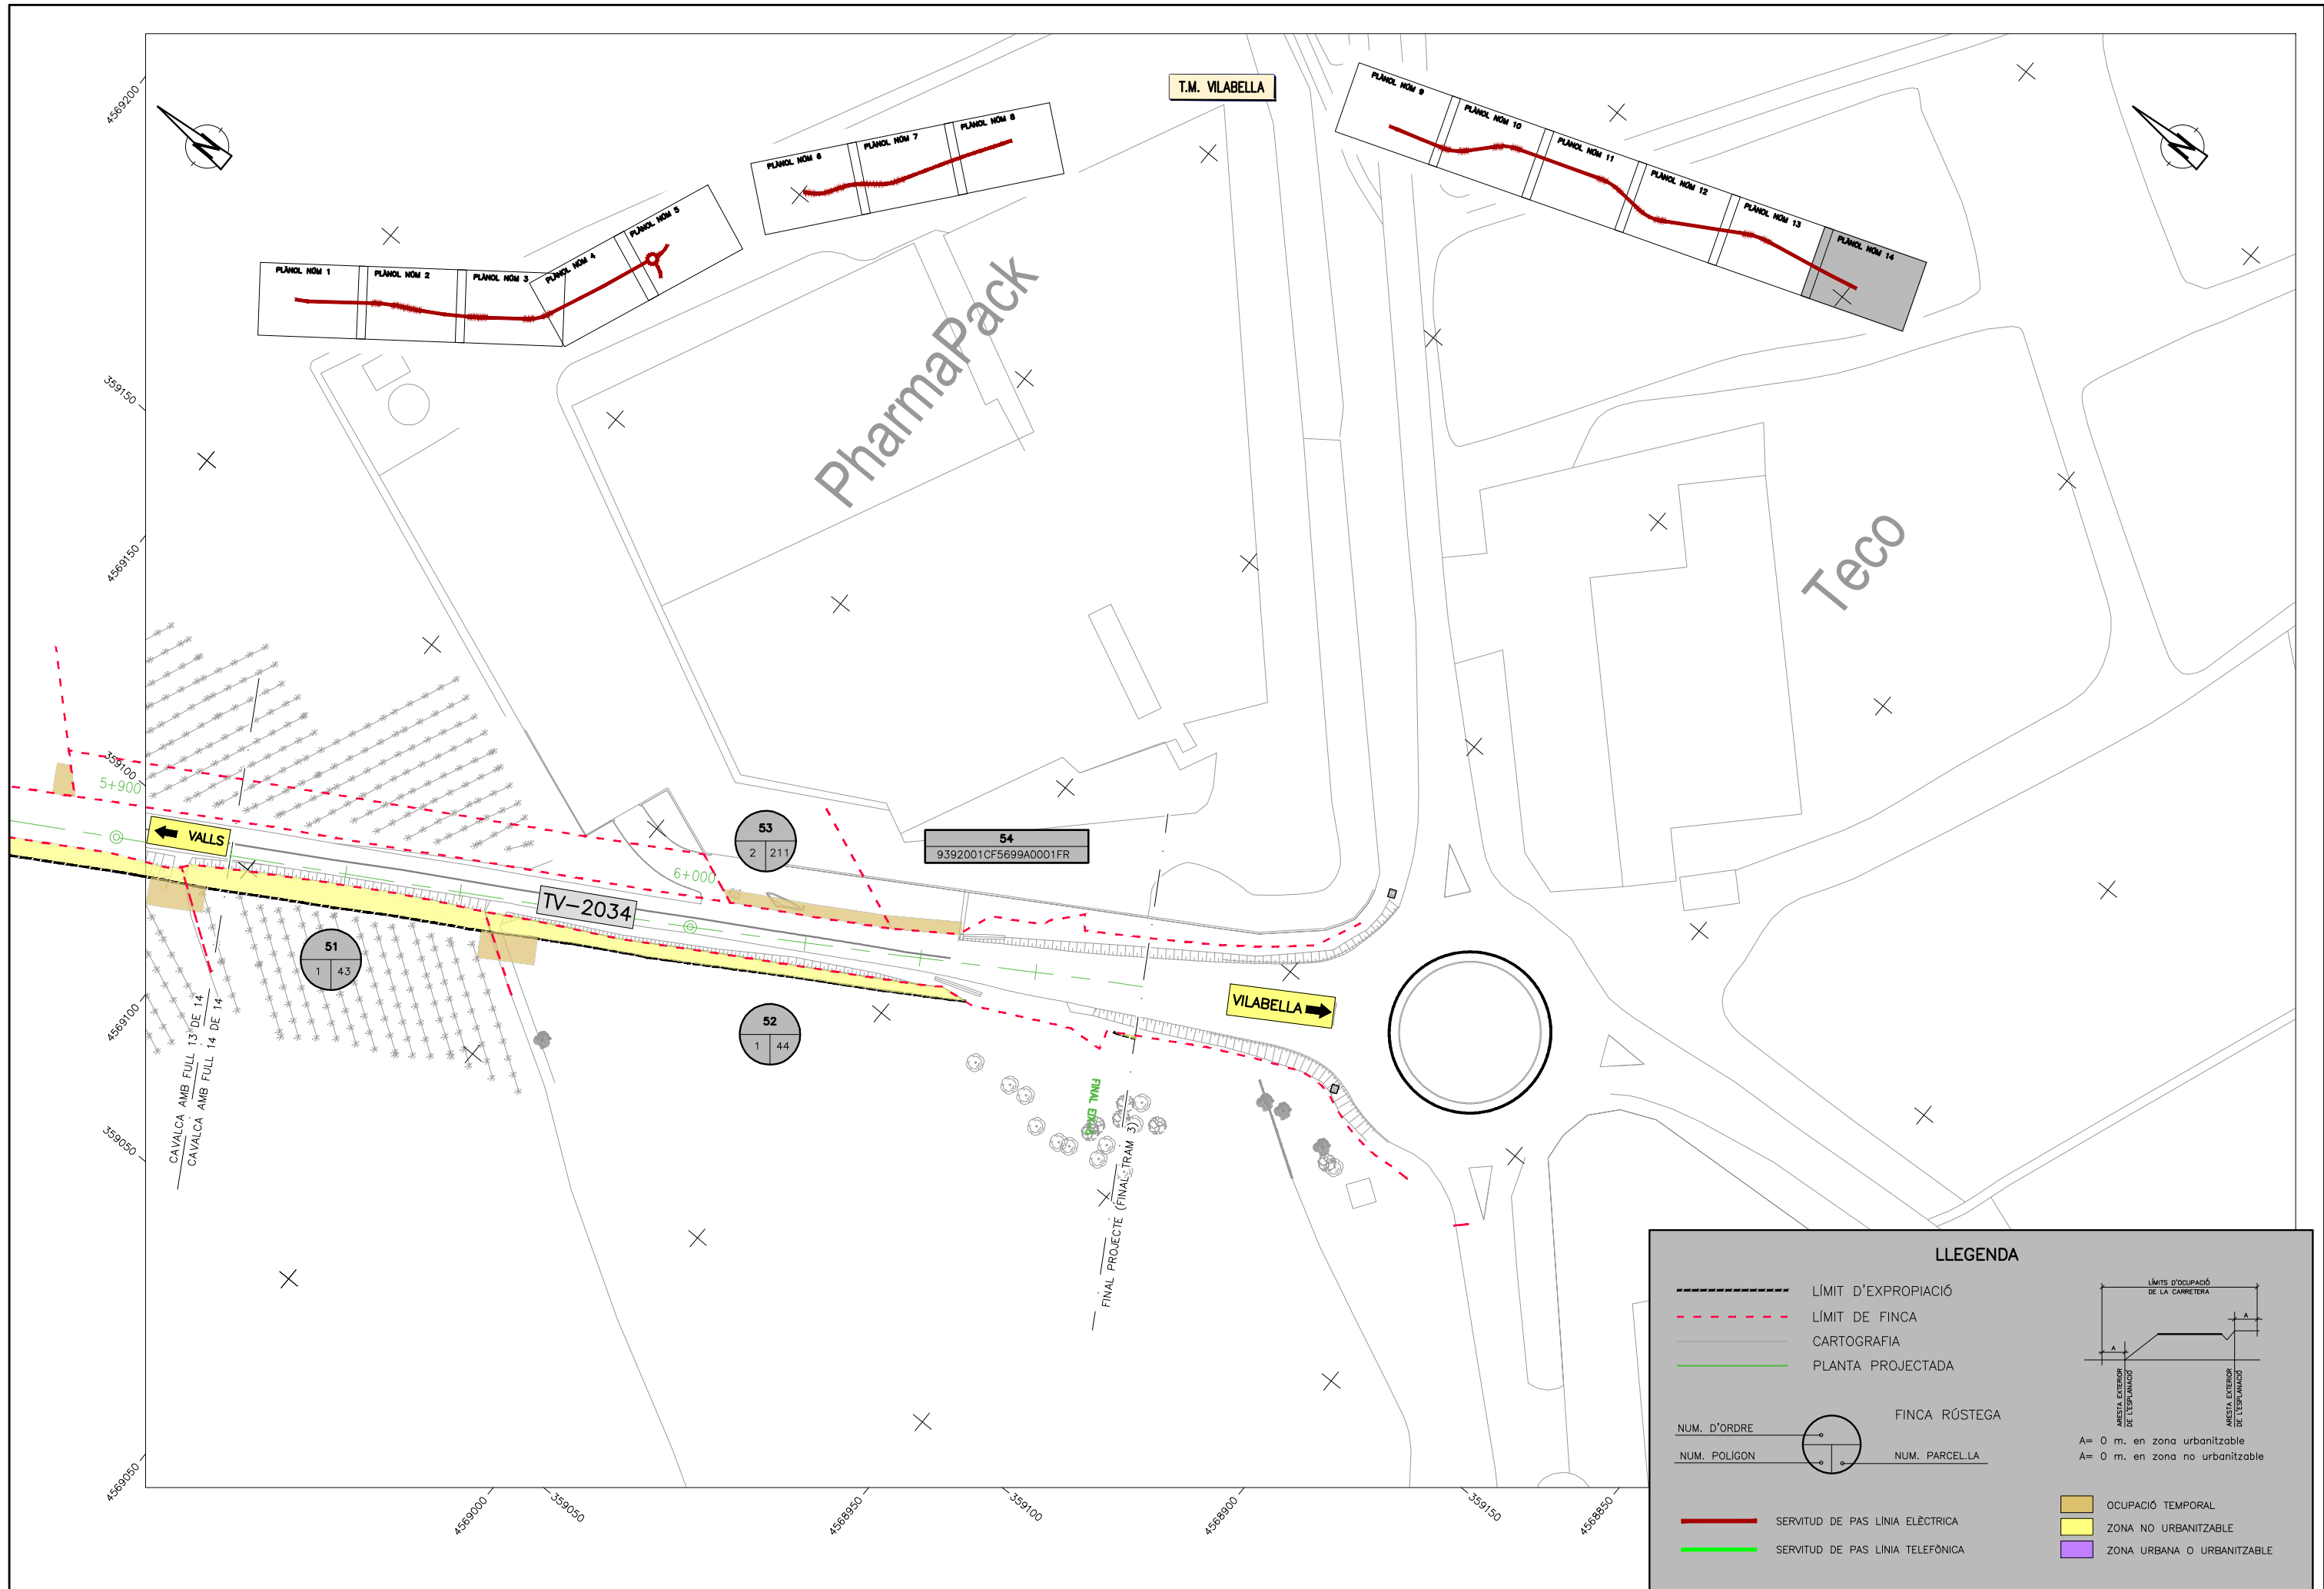 T.M. VILABELLA
4569200
PLÀNOL NÚM 1
PLÀNOL NÚM 2
PLÀNOL NÚM 3
PLÀNOL NÚM 4
PLÀNOL NÚM 5
PLÀNOL NÚM 6
PLÀNOL NÚM 7
PLÀNOL NÚM 8
PLÀNOL NÚM 9
PLÀNOL NÚM 10
PLÀNOL NÚM 11
PLÀNOL NÚM 12
PLÀNOL NÚM 13
PLÀNOL NÚM 14
N
N
359150
PharmaPack
4569150
Teco
359100
5+900
VALLS
53
2 211
54
9392001CF5699A0001FR
6+000
TV-2034
51
1 43
52
1 44
VILABELLA
4569100
CAVALCA AMB FULL 13 DE 14
CAVALCA AMB FULL 14 DE 14
359050
FINAL PROJECTE (FINAL TRAM 3)
4569050
4569000
359050
4568950
359100
4568900
359150
4568850
LLEGENDA
LÍMIT D'EXPROPIACIÓ
LÍMIT DE FINCA
CARTOGRAFIA
PLANTA PROJECTADA
LÍMITS D'OCUPACIÓ
DE LA CARRETERA
A
A
ARESTA EXTERIOR
DE L'ESPLANACIÓ
ARESTA EXTERIOR
DE L'ESPLANACIÓ
FINCA RÚSTEGA
NUM. D'ORDRE
NUM. POLÍGON
NUM. PARCEL.LA
A= 0 m. en zona urbanitzable
A= 0 m. en zona no urbanitzable
SERVITUD DE PAS LÍNIA ELÈCTRICA
SERVITUD DE PAS LÍNIA TELEFÒNICA
OCUPACIÓ TEMPORAL
ZONA NO URBANITZABLE
ZONA URBANA O URBANITZABLE